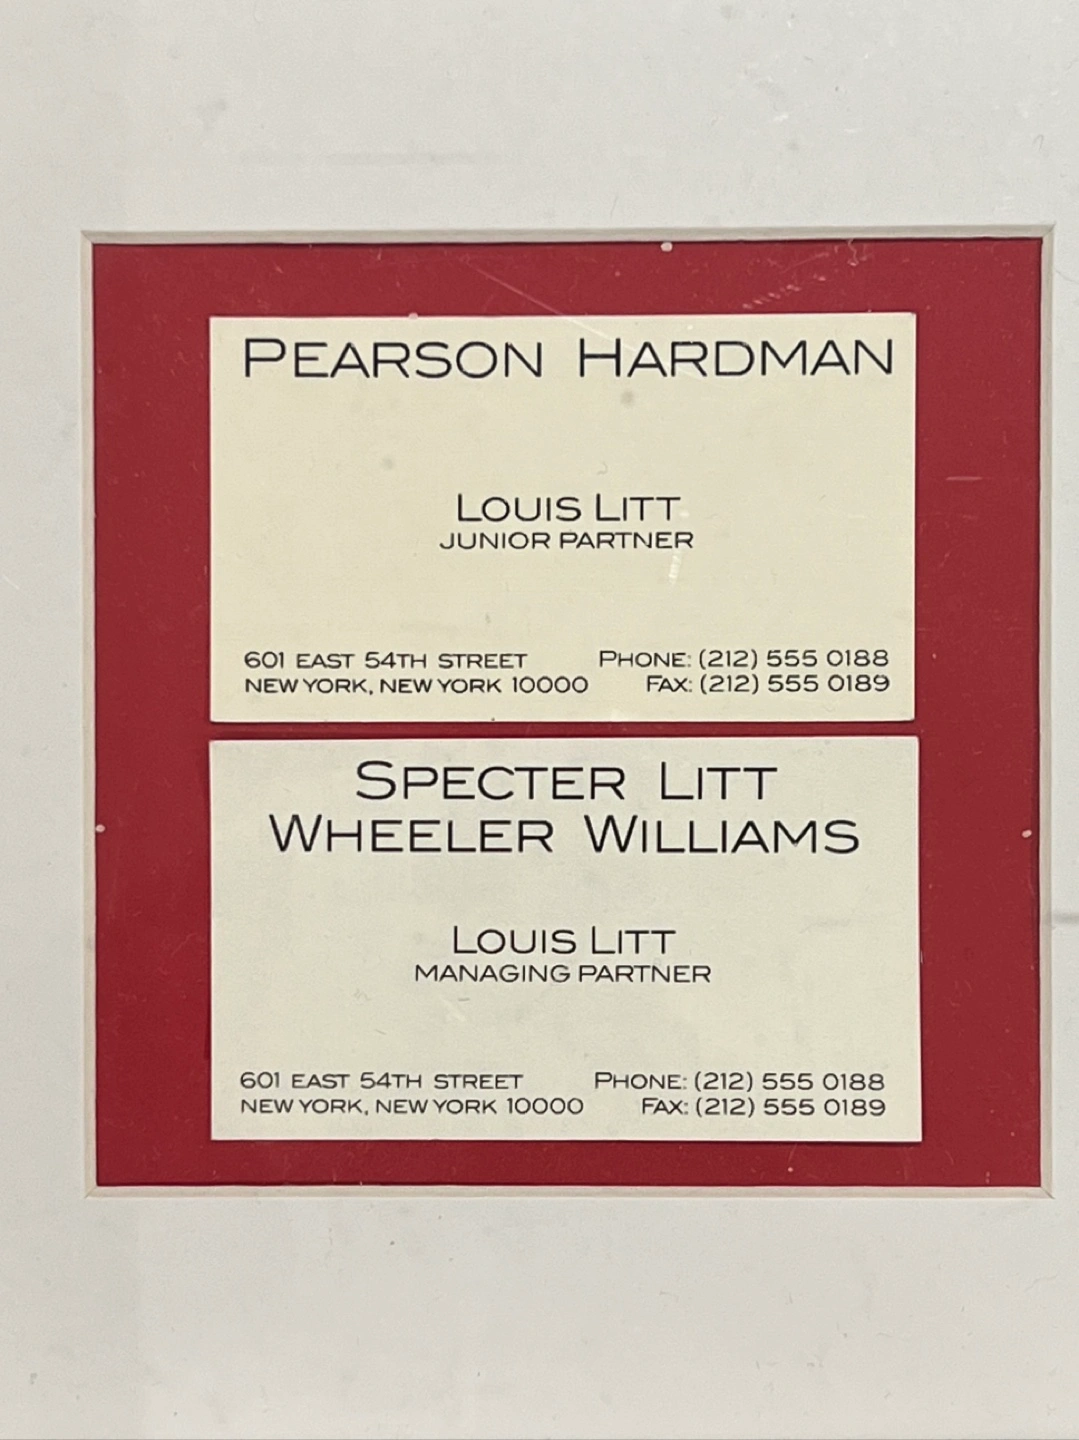 PEARSON HARDMAN
LOUIS LITT
JUNIOR PARTNER
601 EAST 54TH STREET PHONE: (212) 555 0188
NEW YORK, NEW YORK 10000 FAX: (212) 555 0189
SPECTER LITT
WHEELER WILLIAMS
LOUIS LITT
MANAGING PARTNER
601 EAST 54TH STREET PHONE: (212) 555 0188
NEW YORK, NEW YORK 10000 FAX: (212) 555 0189